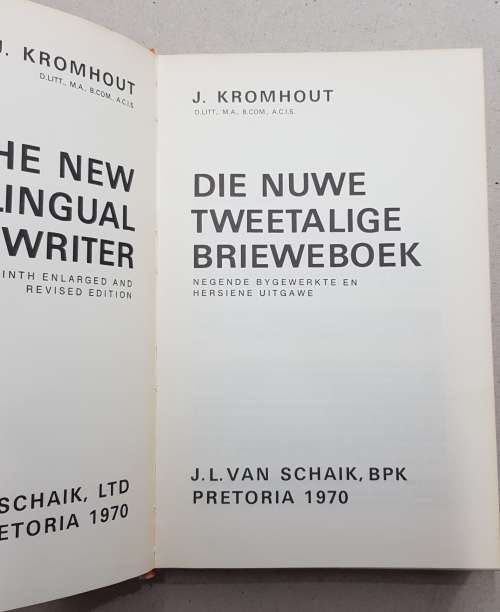 J. KROMHOUT
D.LITT., M.A., B.COM., A.C.I.S.
HE NEW
LINGUAL
WRITER
INTH ENLARGED AND
REVISED EDITION
SCHAIK, LTD
ETORIA 1970
J. KROMHOUT
D.LITT., M.A., B.COM., A.C.I.S.
DIE NUWE
TWEETALIGE
BRIEWEBOEK
NEGENDE BYGEWERKTE EN
HERSIENE UITGAWE
J.L. VAN SCHAIK, BPK
PRETORIA 1970